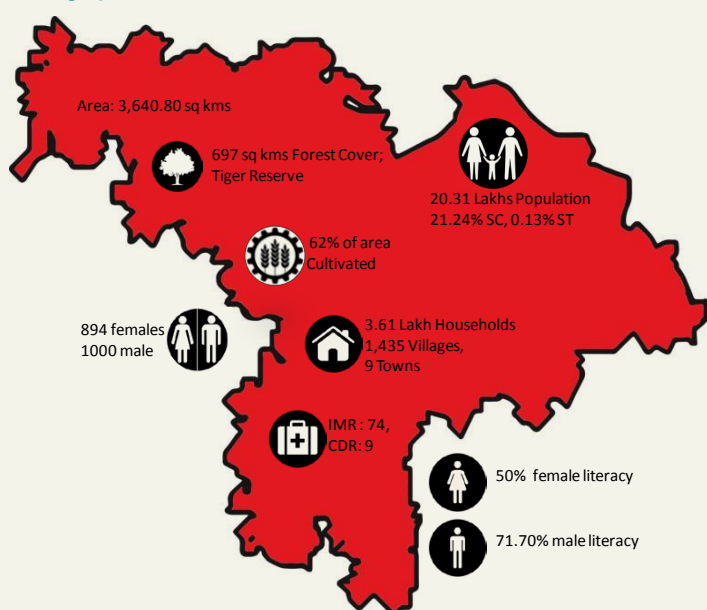 Area: 3,640.80 sq kms
697 sq kms Forest Cover;
Tiger Reserve
20.31 Lakhs Population
21.24% SC, 0.13% ST
62% of area
Cultivated
894 females
1000 male
3.61 Lakh Households
1,435 Villages,
9 Towns
IMR : 74,
CDR: 9
50% female literacy
71.70% male literacy